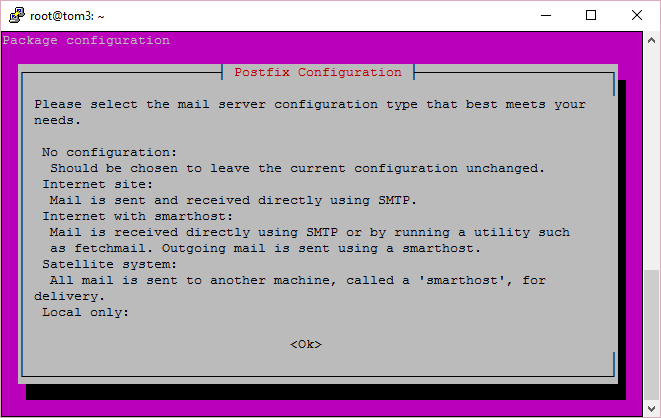 root@tom3: ~
Package configuration
Postfix Configuration
Please select the mail server configuration type that best meets your
needs.
No configuration:
Should be chosen to leave the current configuration unchanged.
Internet site:
Mail is sent and received directly using SMTP.
Internet with smarthost:
Mail is received directly using SMTP or by running a utility such
as fetchmail. Outgoing mail is sent using a smarthost.
Satellite system:
All mail is sent to another machine, called a 'smarthost', for
delivery.
Local only:
<Ok>